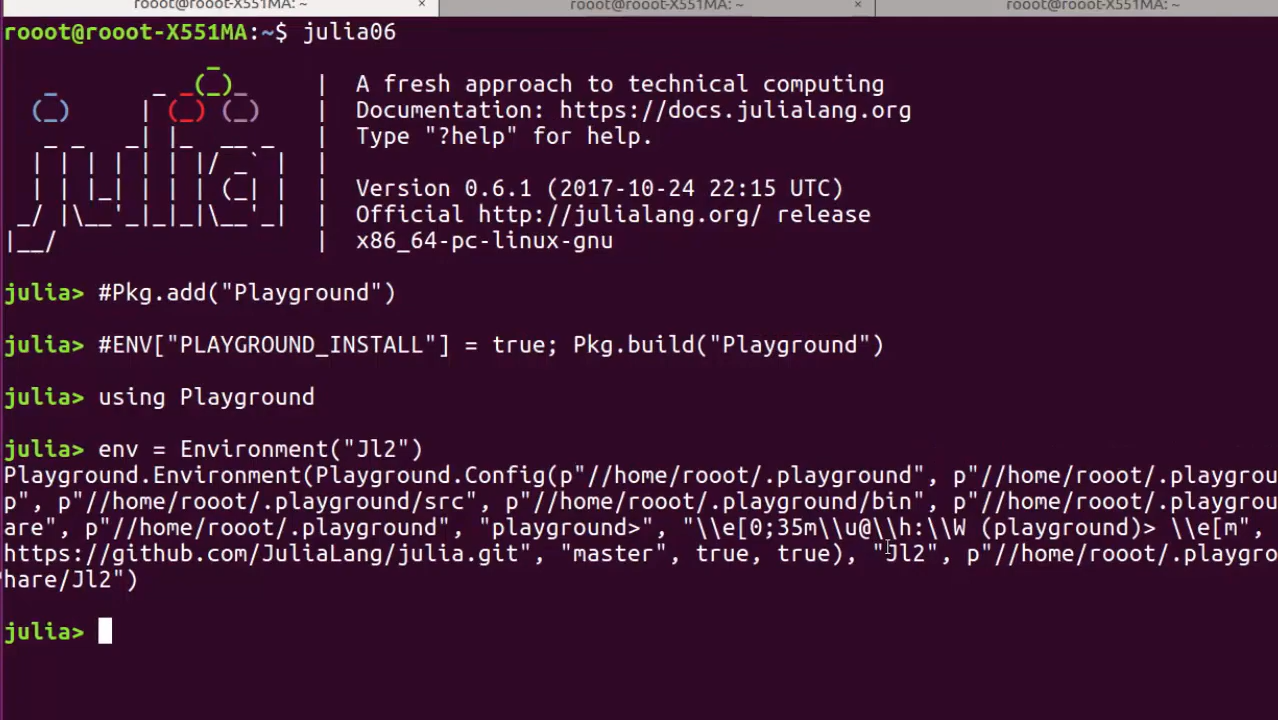 rooot@rooot-X551MA: ~ × rooot@rooot-X551MA: ~ × rooot@rooot-X551MA: ~
rooot@rooot-X551MA:~$ julia06
A fresh approach to technical computing
Documentation: https://docs.julialang.org
Type "?help" for help.
Version 0.6.1 (2017-10-24 22:15 UTC)
Official http://julialang.org/ release
x86_64-pc-linux-gnu
julia> #Pkg.add("Playground")
julia> #ENV["PLAYGROUND_INSTALL"] = true; Pkg.build("Playground")
julia> using Playground
julia> env = Environment("Jl2")
Playground.Environment(Playground.Config(p"//home/rooot/.playground", p"//home/rooot/.playgrou
p", p"//home/rooot/.playground/src", p"//home/rooot/.playground/bin", p"//home/rooot/.playgroun
are", p"//home/rooot/.playground", "playground>", "\\e[0;35m\\u@\\h:\\W (playground)> \\e[m",
https://github.com/JuliaLang/julia.git", "master", true, true), "Jl2", p"//home/rooot/.playgro
hare/Jl2")
julia>